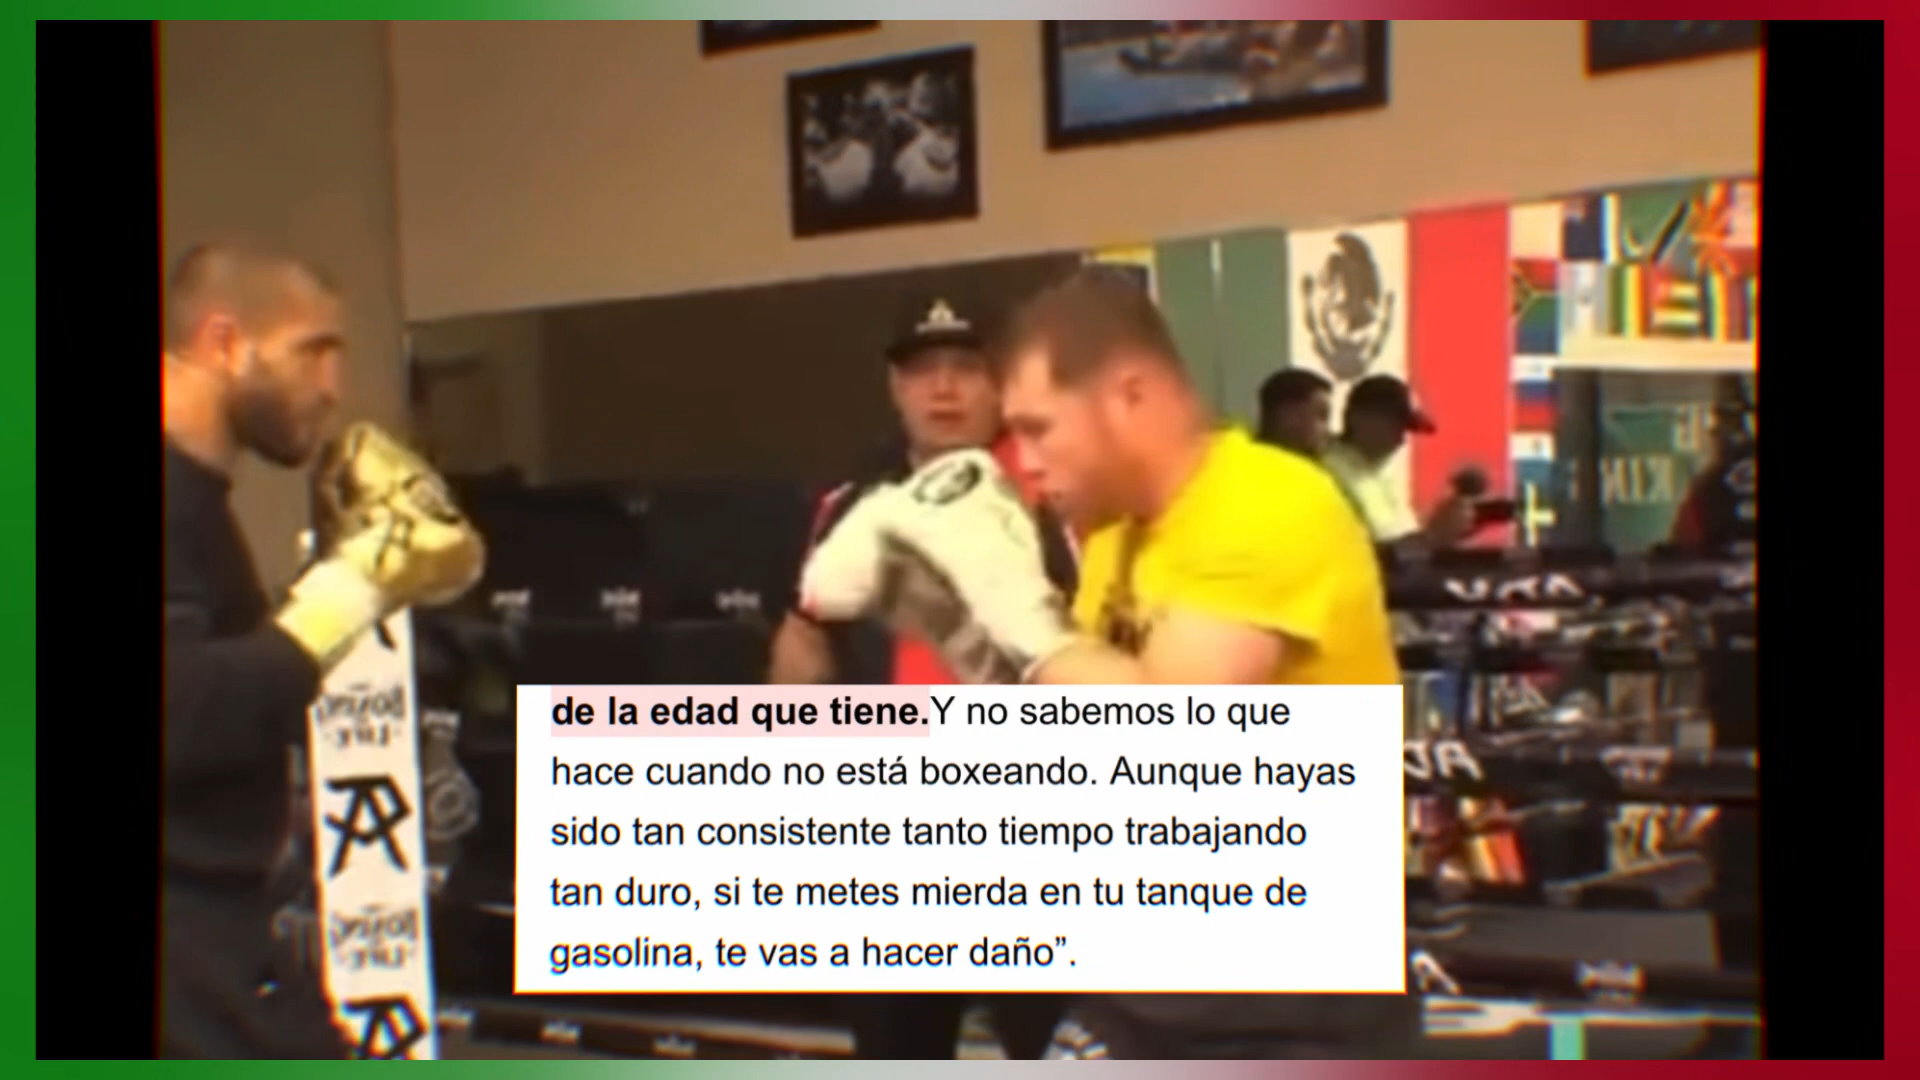 de la edad que tiene.Y no sabemos lo que
hace cuando no está boxeando. Aunque hayas
sido tan consistente tanto tiempo trabajando
tan duro, si te metes mierda en tu tanque de
gasolina, te vas a hacer daño”.